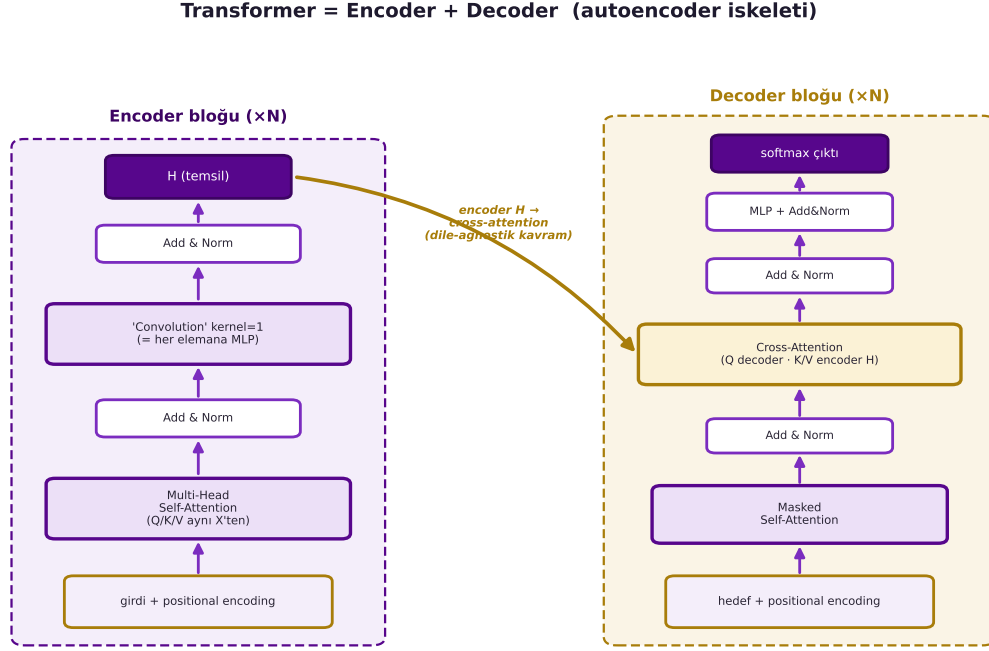 Transformer = Encoder + Decoder (autoencoder iskeleti)
Encoder bloğu (×N)
H (temsil)
Add & Norm
'Convolution' kernel=1
(= her elemana MLP)
Add & Norm
Multi-Head
Self-Attention
(Q/K/V aynı X'ten)
girdi + positional encoding
encoder H →
cross-attention
(dile-agnostik kavram)
Decoder bloğu (×N)
softmax çıktı
MLP + Add&Norm
Add & Norm
Cross-Attention
(Q decoder · K/V encoder H)
Add & Norm
Masked
Self-Attention
hedef + positional encoding